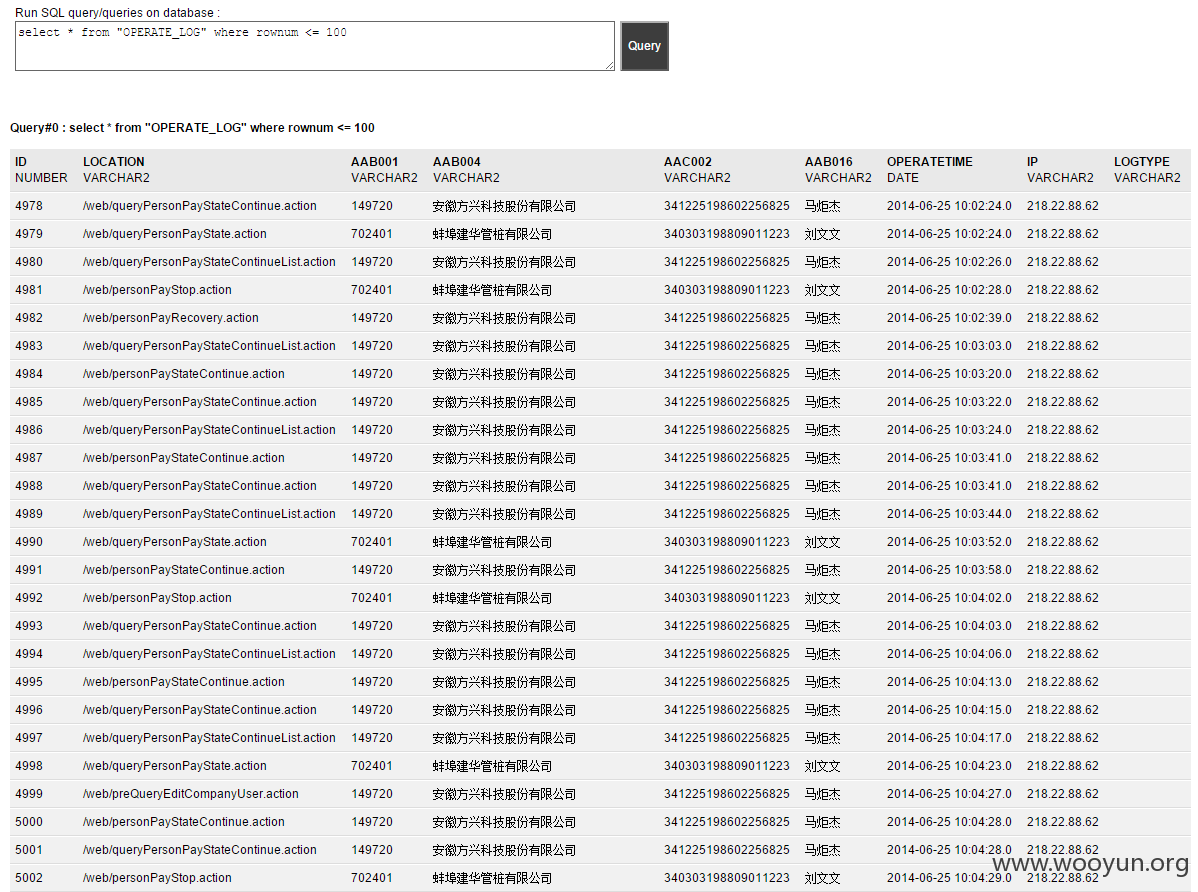 Run SQL query/queries on database :
select * from "OPERATE_LOG" where rownum <= 100
Query
Query#0 : select * from "OPERATE_LOG" where rownum <= 100
ID LOCATION AAB001 AAB004 AAC002 AAB016 OPERATETIME IP LOGTYPE
NUMBER VARCHAR2 VARCHAR2 VARCHAR2 VARCHAR2 VARCHAR2 DATE VARCHAR2 VARCHAR2
4978 /web/queryPersonPayStateContinue.action 149720 安徽方兴科技股份有限公司 341225198602256825 马炬杰 2014-06-25 10:02:24.0 218.22.88.62
4979 /web/queryPersonPayState.action 702401 蚌埠建华管桩有限公司 340303198809011223 刘文文 2014-06-25 10:02:24.0 218.22.88.62
4980 /web/queryPersonPayStateContinueList.action 149720 安徽方兴科技股份有限公司 341225198602256825 马炬杰 2014-06-25 10:02:26.0 218.22.88.62
4981 /web/personPayStop.action 702401 蚌埠建华管桩有限公司 340303198809011223 刘文文 2014-06-25 10:02:28.0 218.22.88.62
4982 /web/personPayRecovery.action 149720 安徽方兴科技股份有限公司 341225198602256825 马炬杰 2014-06-25 10:02:39.0 218.22.88.62
4983 /web/queryPersonPayStateContinueList.action 149720 安徽方兴科技股份有限公司 341225198602256825 马炬杰 2014-06-25 10:03:03.0 218.22.88.62
4984 /web/personPayStateContinue.action 149720 安徽方兴科技股份有限公司 341225198602256825 马炬杰 2014-06-25 10:03:20.0 218.22.88.62
4985 /web/queryPersonPayStateContinue.action 149720 安徽方兴科技股份有限公司 341225198602256825 马炬杰 2014-06-25 10:03:22.0 218.22.88.62
4986 /web/queryPersonPayStateContinueList.action 149720 安徽方兴科技股份有限公司 341225198602256825 马炬杰 2014-06-25 10:03:24.0 218.22.88.62
4987 /web/personPayStateContinue.action 149720 安徽方兴科技股份有限公司 341225198602256825 马炬杰 2014-06-25 10:03:41.0 218.22.88.62
4988 /web/queryPersonPayStateContinue.action 149720 安徽方兴科技股份有限公司 341225198602256825 马炬杰 2014-06-25 10:03:41.0 218.22.88.62
4989 /web/queryPersonPayStateContinueList.action 149720 安徽方兴科技股份有限公司 341225198602256825 马炬杰 2014-06-25 10:03:44.0 218.22.88.62
4990 /web/queryPersonPayState.action 702401 蚌埠建华管桩有限公司 340303198809011223 刘文文 2014-06-25 10:03:52.0 218.22.88.62
4991 /web/personPayStateContinue.action 149720 安徽方兴科技股份有限公司 341225198602256825 马炬杰 2014-06-25 10:03:58.0 218.22.88.62
4992 /web/personPayStop.action 702401 蚌埠建华管桩有限公司 340303198809011223 刘文文 2014-06-25 10:04:02.0 218.22.88.62
4993 /web/queryPersonPayStateContinue.action 149720 安徽方兴科技股份有限公司 341225198602256825 马炬杰 2014-06-25 10:04:03.0 218.22.88.62
4994 /web/queryPersonPayStateContinueList.action 149720 安徽方兴科技股份有限公司 341225198602256825 马炬杰 2014-06-25 10:04:06.0 218.22.88.62
4995 /web/personPayStateContinue.action 149720 安徽方兴科技股份有限公司 341225198602256825 马炬杰 2014-06-25 10:04:13.0 218.22.88.62
4996 /web/queryPersonPayStateContinue.action 149720 安徽方兴科技股份有限公司 341225198602256825 马炬杰 2014-06-25 10:04:15.0 218.22.88.62
4997 /web/queryPersonPayStateContinueList.action 149720 安徽方兴科技股份有限公司 341225198602256825 马炬杰 2014-06-25 10:04:17.0 218.22.88.62
4998 /web/queryPersonPayState.action 702401 蚌埠建华管桩有限公司 340303198809011223 刘文文 2014-06-25 10:04:23.0 218.22.88.62
4999 /web/preQueryEditCompanyUser.action 149720 安徽方兴科技股份有限公司 341225198602256825 马炬杰 2014-06-25 10:04:27.0 218.22.88.62
5000 /web/personPayStateContinue.action 149720 安徽方兴科技股份有限公司 341225198602256825 马炬杰 2014-06-25 10:04:28.0 218.22.88.62
5001 /web/queryPersonPayStateContinue.action 149720 安徽方兴科技股份有限公司 341225198602256825 马炬杰 2014-06-25 10:04:28.0 218.22.88.62
www.wooyun.org
5002 /web/personPayStop.action 702401 蚌埠建华管桩有限公司 340303198809011223 刘文文 2014-06-25 10:04:29.0 218.22.88.62